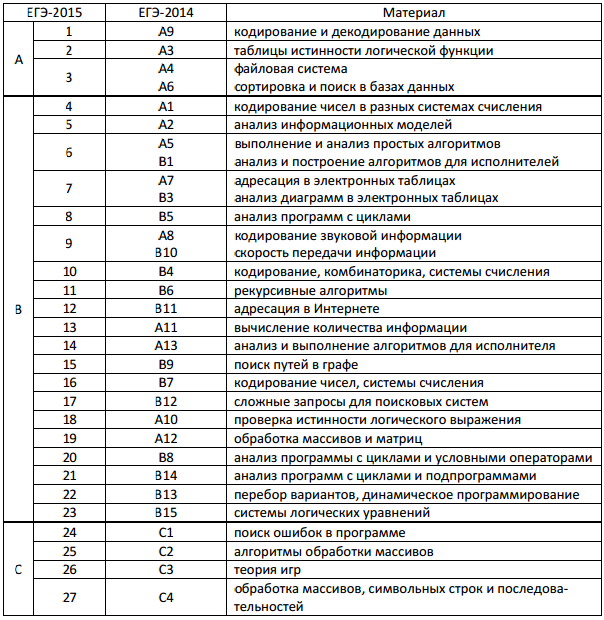 ЕГЭ-2015 ЕГЭ-2014 Материал
А 1 A9 кодирование и декодирование данных
2 A3 таблицы истинности логической функции
3 A4 файловая система
A6 сортировка и поиск в базах данных
B 4 A1 кодирование чисел в разных системах счисления
5 A2 анализ информационных моделей
6 A5 выполнение и анализ простых алгоритмов
B1 анализ и построение алгоритмов для исполнителей
7 A7 адресация в электронных таблицах
B3 анализ диаграмм в электронных таблицах
8 B5 анализ программ с циклами
9 A8 кодирование звуковой информации
B10 скорость передачи информации
10 B4 кодирование, комбинаторика, системы счисления
11 B6 рекурсивные алгоритмы
12 B11 адресация в Интернете
13 A11 вычисление количества информации
14 A13 анализ и выполнение алгоритмов для исполнителя
15 B9 поиск путей в графе
16 B7 кодирование чисел, системы счисления
17 B12 сложные запросы для поисковых систем
18 A10 проверка истинности логического выражения
19 A12 обработка массивов и матриц
20 B8 анализ программы с циклами и условными операторами
21 B14 анализ программ с циклами и подпрограммами
22 B13 перебор вариантов, динамическое программирование
23 B15 системы логических уравнений
C 24 C1 поиск ошибок в программе
25 C2 алгоритмы обработки массивов
26 C3 теория игр
27 C4 обработка массивов, символьных строк и последова-
тельностей